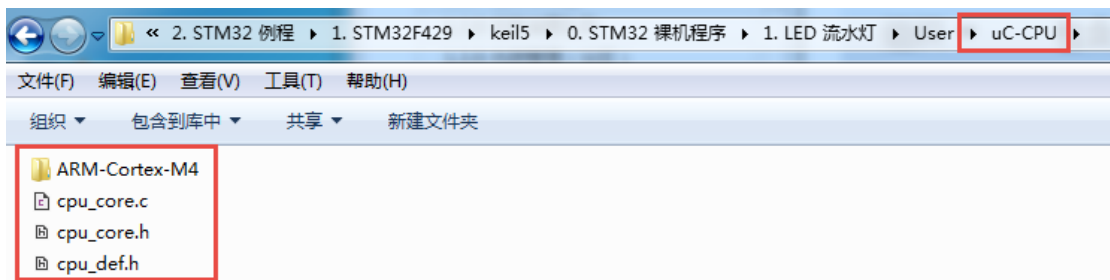 « 2. STM32 例程 ▸ 1. STM32F429 ▸ keil5 ▸ 0. STM32 裸机程序 ▸ 1. LED 流水灯 ▸ User ▸ uC-CPU ▸
文件(F) 编辑(E) 查看(V) 工具(T) 帮助(H)
组织 ▼ 包含到库中 ▼ 共享 ▼ 新建文件夹
ARM-Cortex-M4
cpu_core.c
cpu_core.h
cpu_def.h